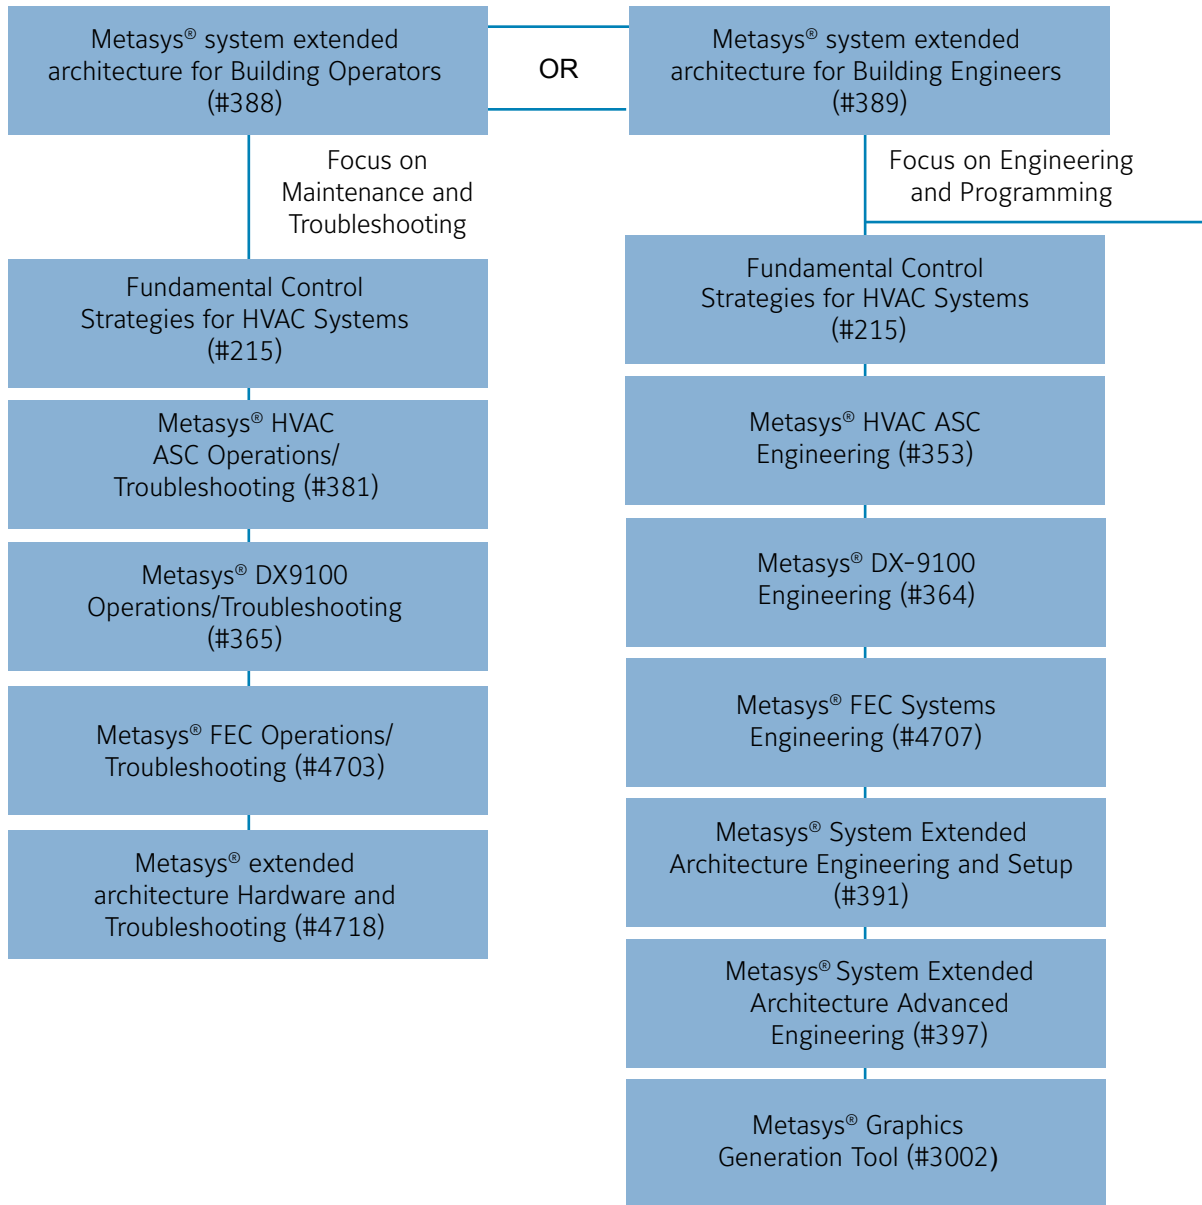 Metasys® system extended
architecture for Building Operators
(#388)
OR
Metasys® system extended
architecture for Building Engineers
(#389)
Focus on
Maintenance and
Troubleshooting
Fundamental Control
Strategies for HVAC Systems
(#215)
Metasys® HVAC
ASC Operations/
Troubleshooting (#381)
Metasys® DX9100
Operations/Troubleshooting
(#365)
Metasys® FEC Operations/
Troubleshooting (#4703)
Metasys® extended
architecture Hardware and
Troubleshooting (#4718)
Focus on Engineering
and Programming
Fundamental Control
Strategies for HVAC Systems
(#215)
Metasys® HVAC ASC
Engineering (#353)
Metasys® DX-9100
Engineering (#364)
Metasys® FEC Systems
Engineering (#4707)
Metasys® System Extended
Architecture Engineering and Setup
(#391)
Metasys® System Extended
Architecture Advanced
Engineering (#397)
Metasys® Graphics
Generation Tool (#3002)